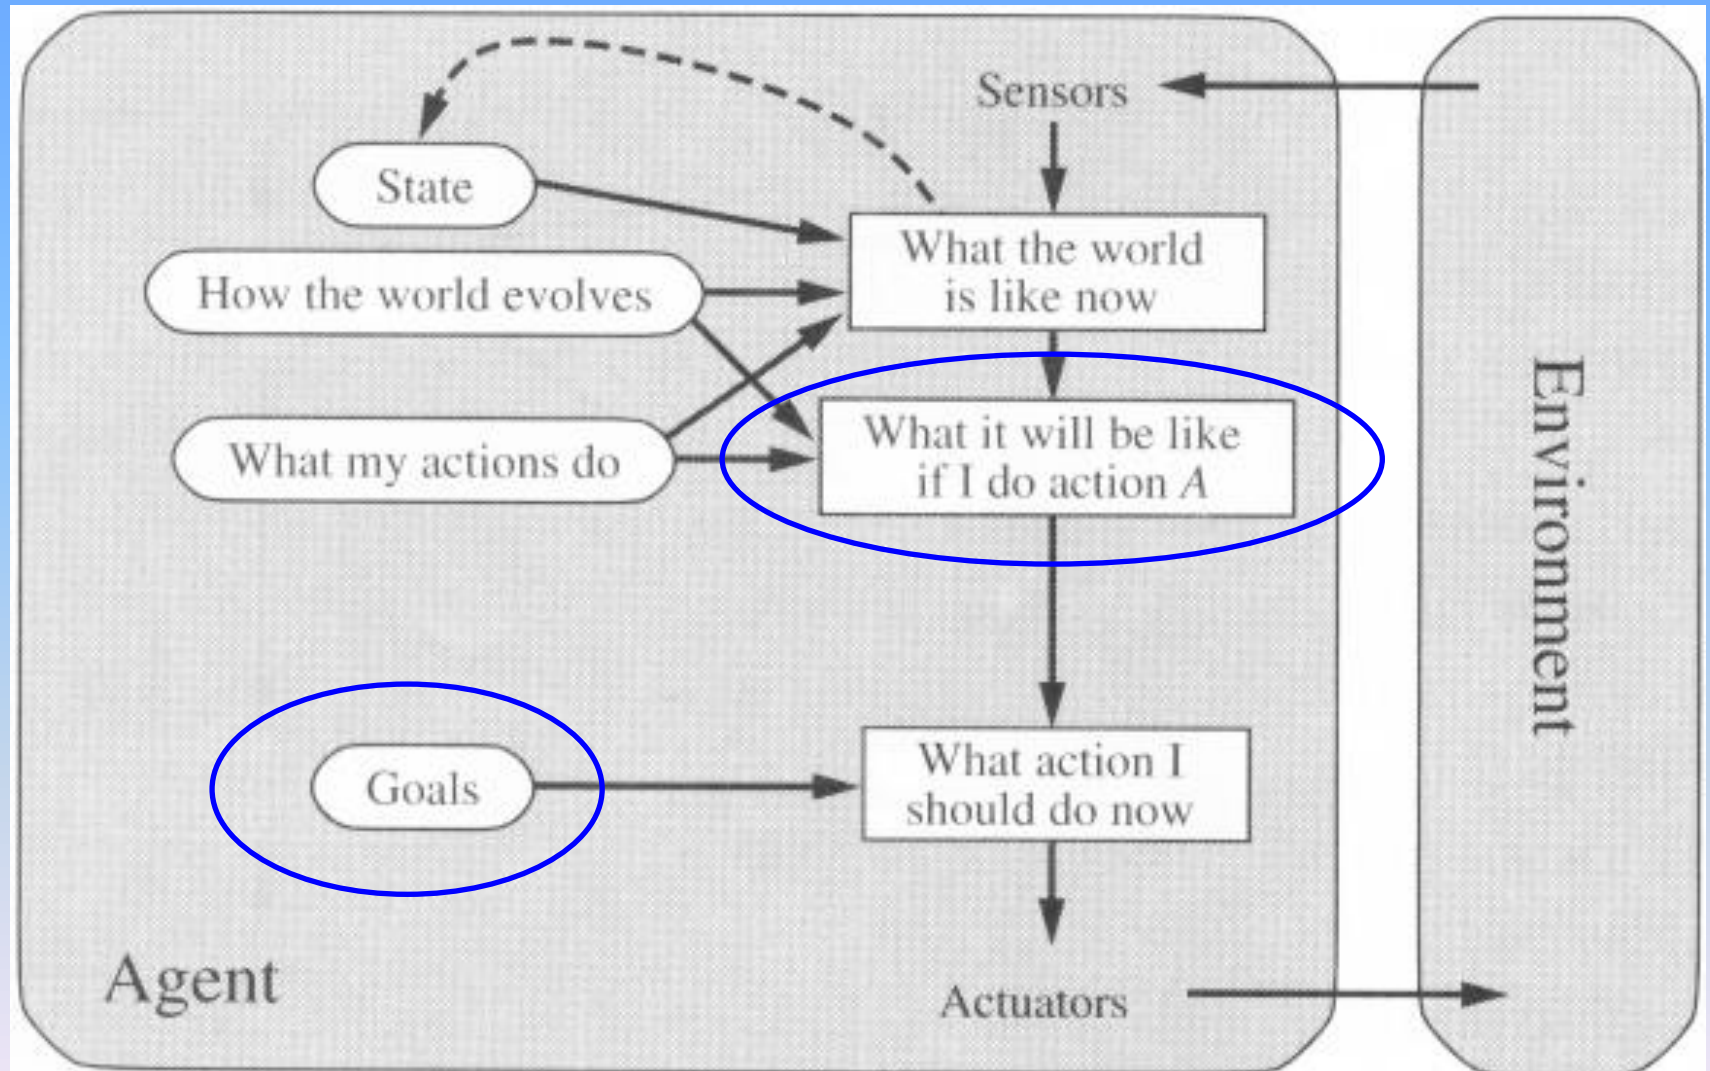 Sensors
State
What the world
is like now
How the world evolves
What it will be like
if I do action A
What my actions do
Environment
Goals
What action I
should do now
Agent
Actuators